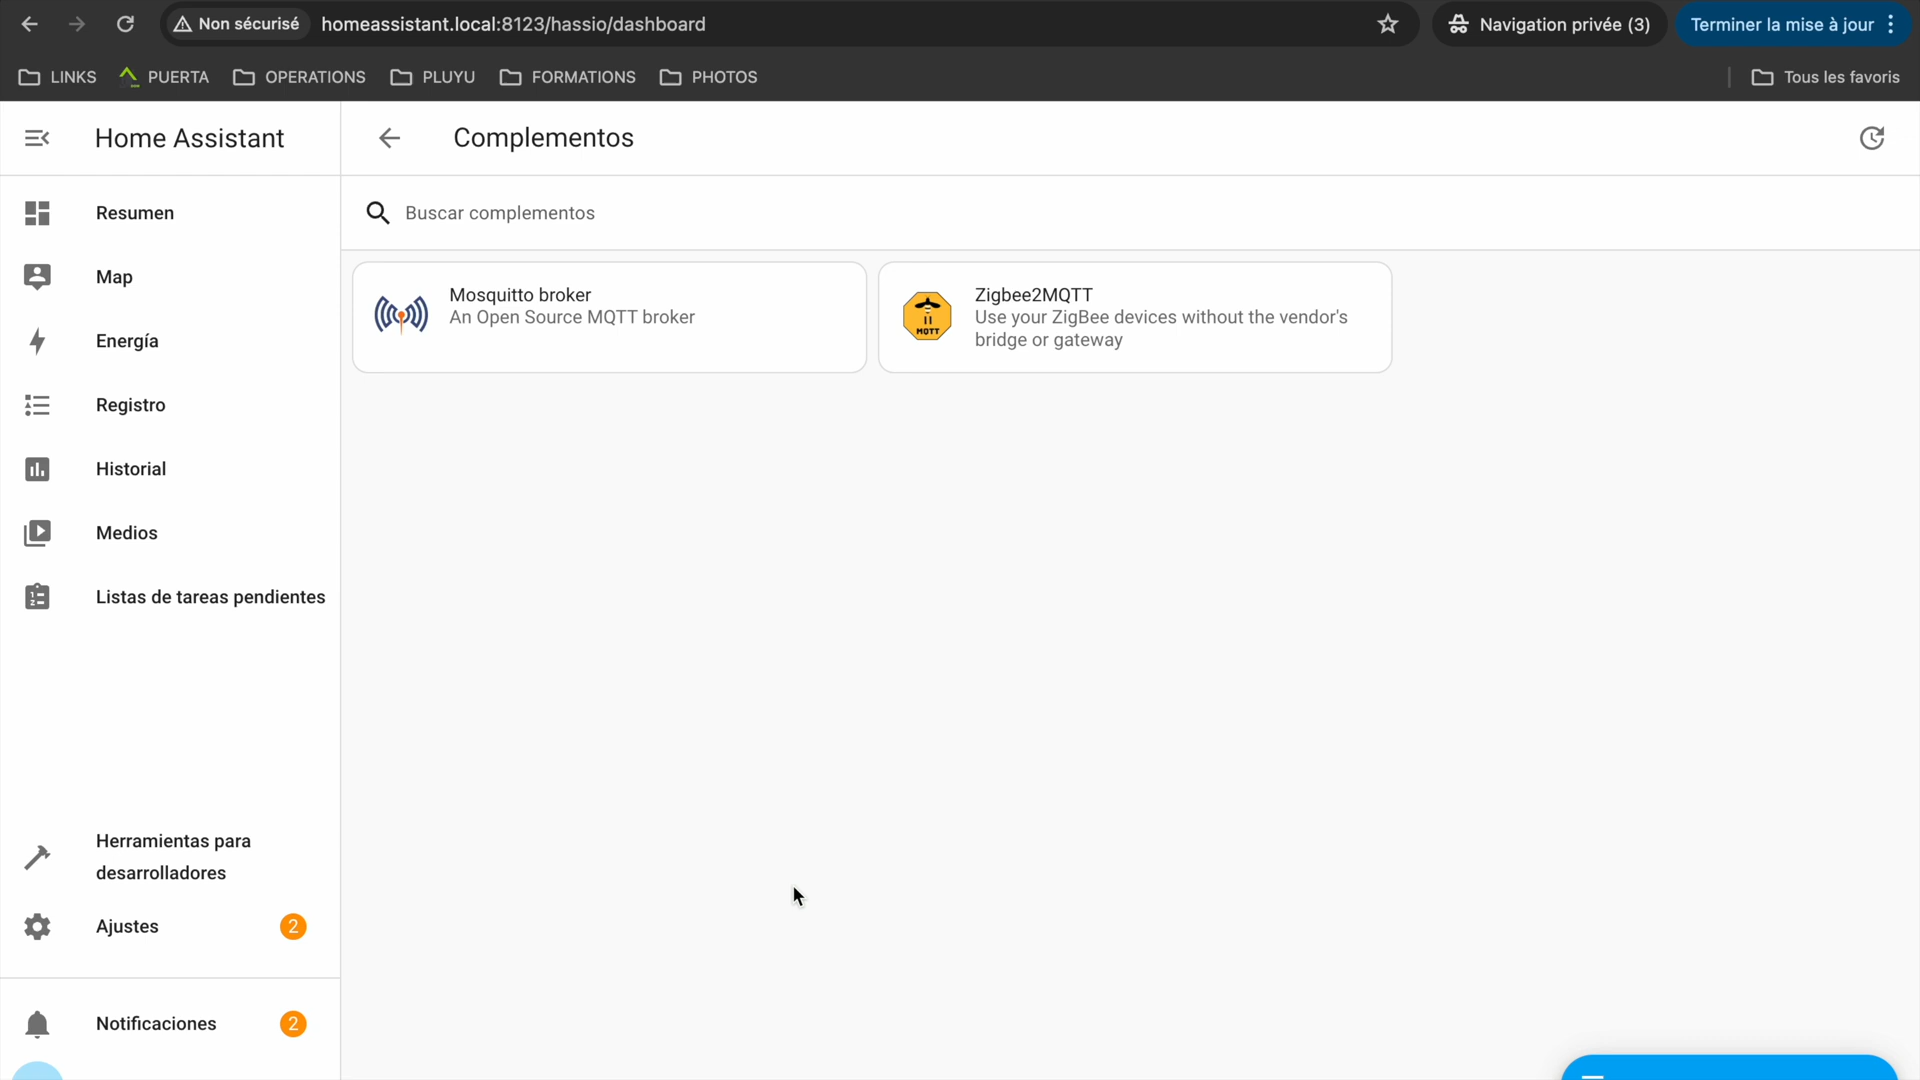 Non sécurisé homeassistant.local:8123/hassio/dashboard Navigation privée (3) Terminer la mise à jour
LINKS PUERTA OPERATIONS PLUYU FORMATIONS PHOTOS Tous les favoris
Home Assistant
Complementos
Buscar complementos
Resumen
Map
Energía
Registro
Historial
Medios
Listas de tareas pendientes
Herramientas para
desarrolladores
Ajustes 2
Notificaciones 2
Mosquitto broker
An Open Source MQTT broker
MQTT
Zigbee2MQTT
Use your ZigBee devices without the vendor's
bridge or gateway